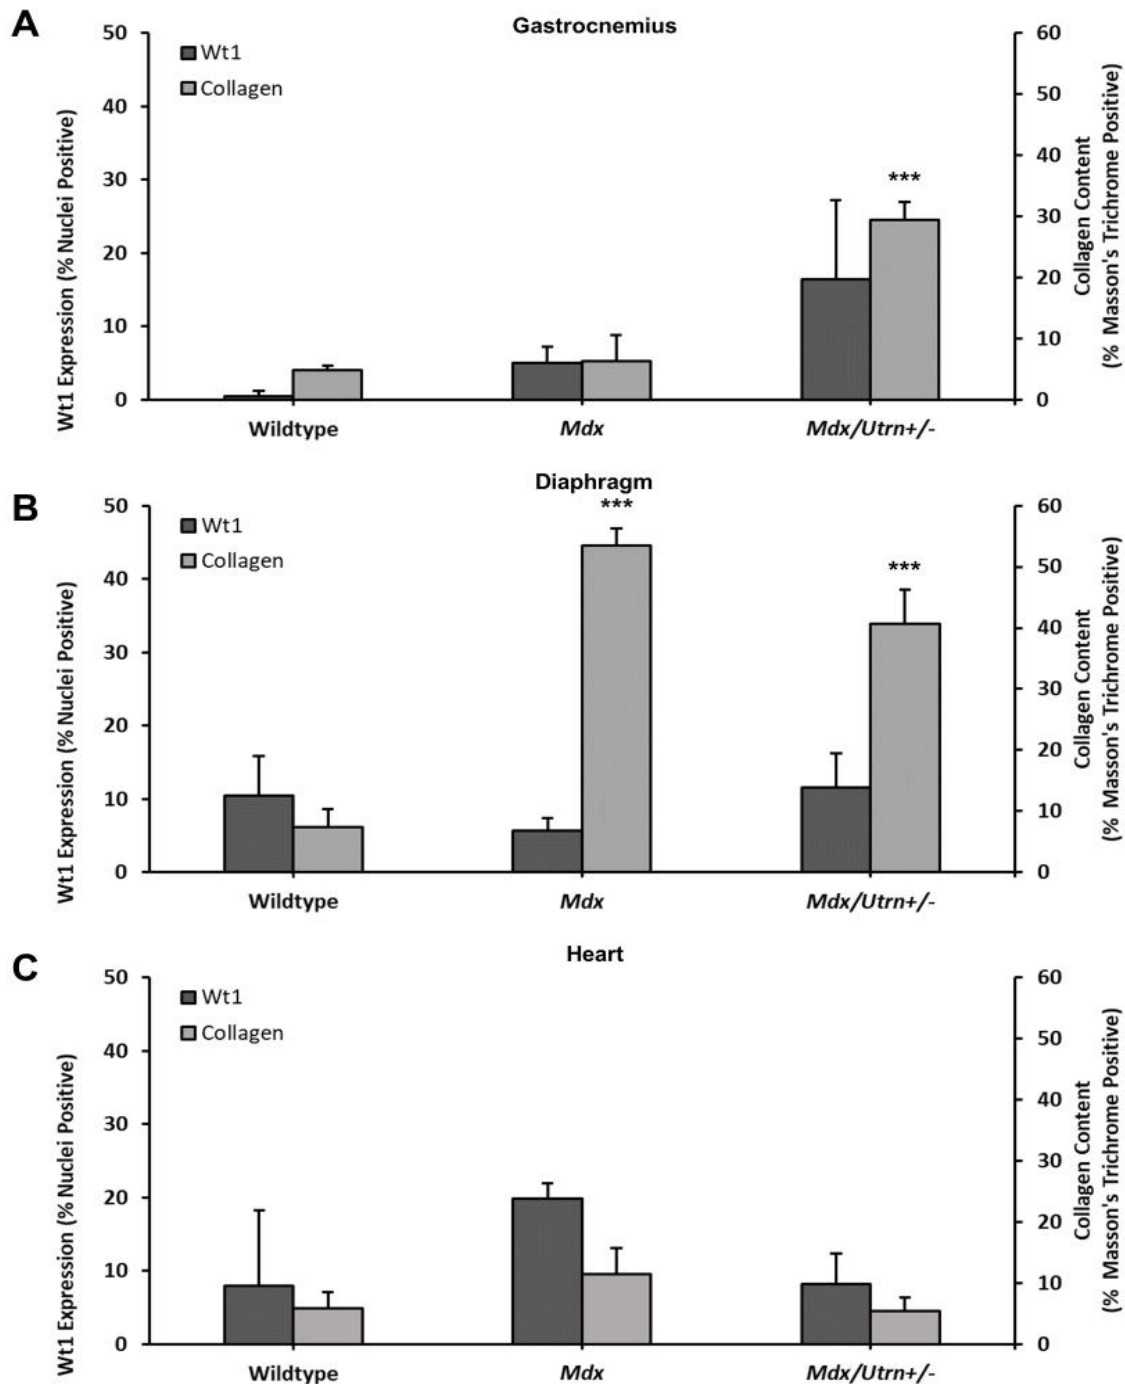 A
Gastrocnemius
Wt1
Collagen
Wt1 Expression (% Nuclei Positive)
50
40
30
20
10
0
***
60
50
40
30
20
10
0
Collagen Content
(% Masson's Trichrome Positive)
Wildtype
Mdx
Mdx/Utrn+/-
B
Diaphragm
Wt1
Collagen
Wt1 Expression (% Nuclei Positive)
50
40
30
20
10
0
***
***
60
50
40
30
20
10
0
Collagen Content
(% Masson's Trichrome Positive)
Wildtype
Mdx
Mdx/Utrn+/-
C
Heart
Wt1
Collagen
Wt1 Expression (% Nuclei Positive)
50
40
30
20
10
0
60
50
40
30
20
10
0
Collagen Content
(% Masson's Trichrome Positive)
Wildtype
Mdx
Mdx/Utrn+/-